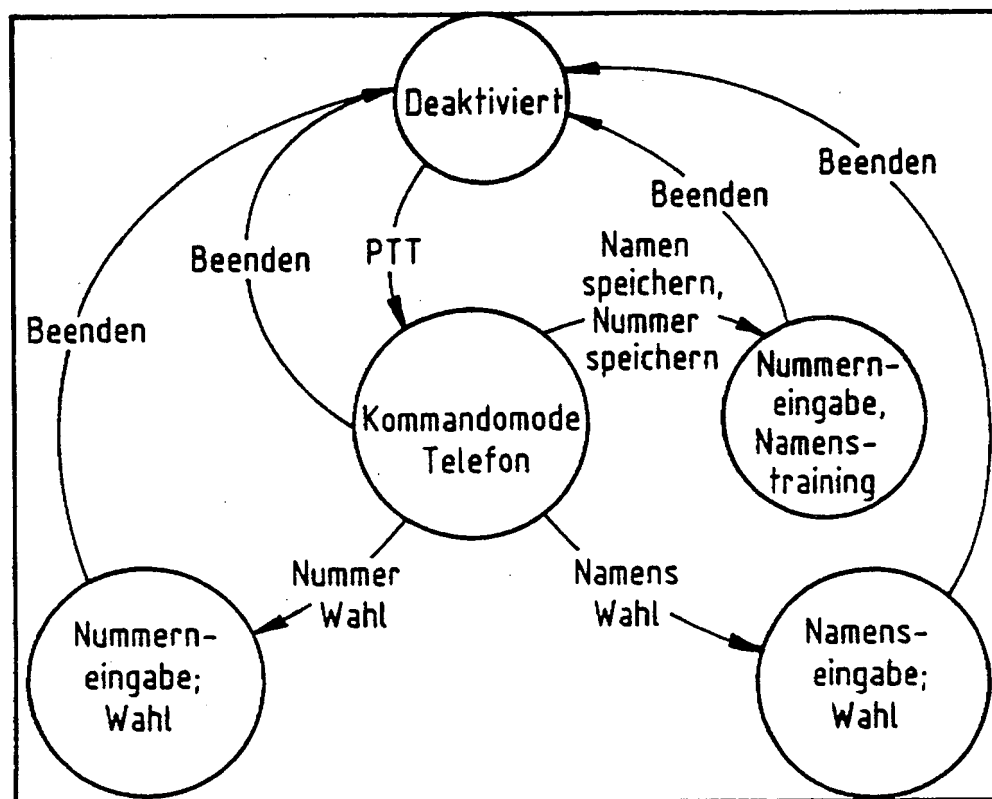 Deaktiviert
Beenden
Beenden
PTT
Beenden
Namen
speichern,
Nummer
speichern
Beenden
Kommandomode
Telefon
Nummern-
eingabe,
Namens-
training
Nummer
Wahl
Namens
Wahl
Nummern-
eingabe;
Wahl
Namens-
eingabe;
Wahl